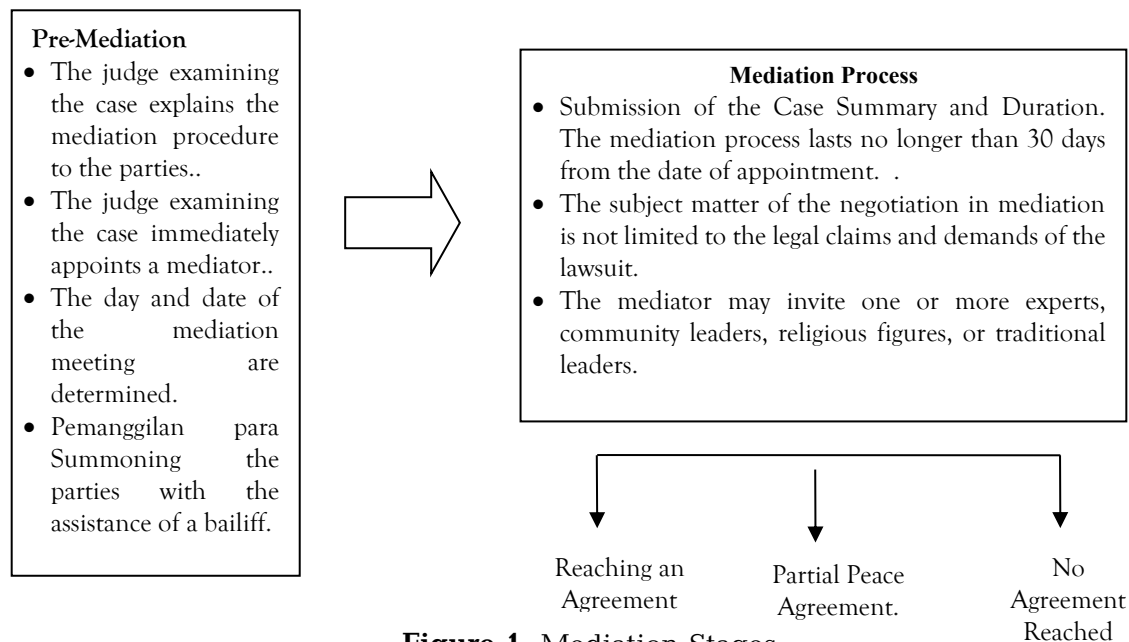 Pre-Mediation
• The judge examining
the case explains the
mediation procedure
to the parties..
• The judge examining
the case immediately
appoints a mediator..
• The day and date of
the mediation
meeting are
determined.
• Pemanggilan para
Summoning the
parties with the
assistance of a bailiff.
Mediation Process
• Submission of the Case Summary and Duration.
The mediation process lasts no longer than 30 days
from the date of appointment. .
• The subject matter of the negotiation in mediation
is not limited to the legal claims and demands of the
lawsuit.
• The mediator may invite one or more experts,
community leaders, religious figures, or traditional
leaders.
Reaching an
Agreement
Partial Peace
Agreement.
No
Agreement
Reached
Figure 1. Mediation Stages